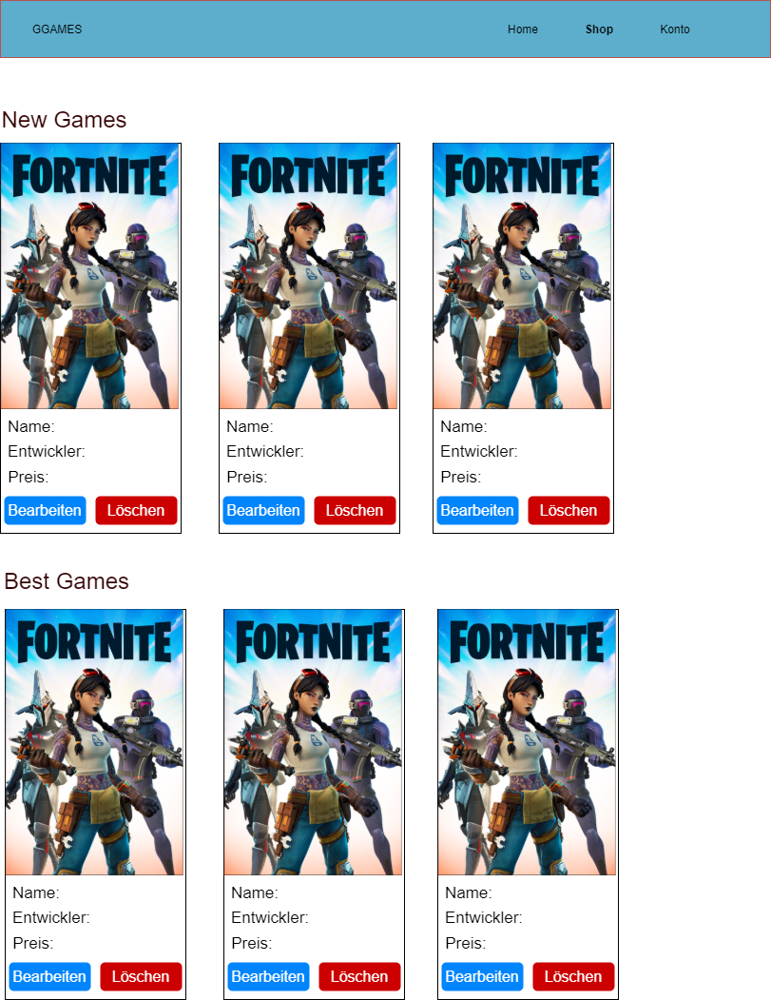 GGAMES Home Shop Konto
New Games
FORTNITE FORTNITE FORTNITE
Name: Name: Name:
Entwickler: Entwickler: Entwickler:
Preis: Preis: Preis:
Bearbeiten Löschen Bearbeiten Löschen Bearbeiten Löschen
Best Games
FORTNITE FORTNITE FORTNITE
Name: Name: Name:
Entwickler: Entwickler: Entwickler:
Preis: Preis: Preis:
Bearbeiten Löschen Bearbeiten Löschen Bearbeiten Löschen